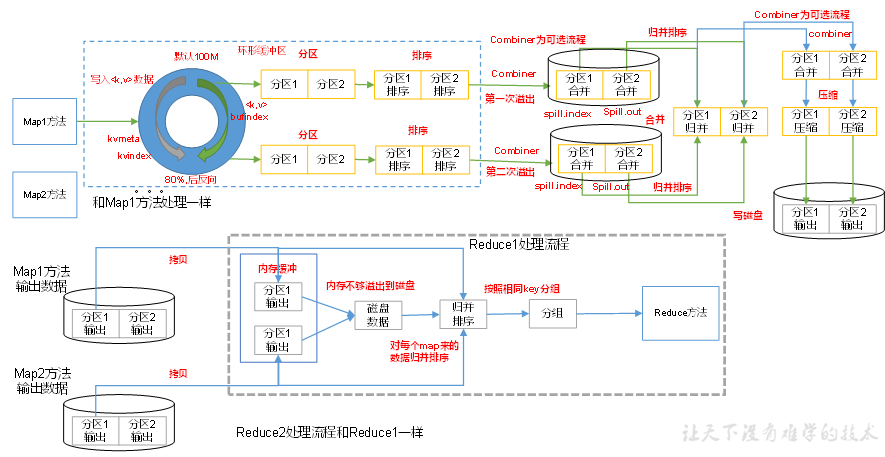 Combiner为可选流程
默认100M
环形缓冲区
分区
排序
Combiner为可选流程
归并排序
combiner
写入<k,v>数据
分区1
分区2
分区1
排序
分区2
排序
Combiner
第一次溢出
分区1
合并
分区2
合并
分区1
合并
分区2
合并
压缩
Map1方法
<k,v>
bufindex
spill.index
Spill.out
合并
分区1
归并
分区2
归并
分区1
压缩
分区2
压缩
kvmeta
kvindex
分区
排序
分区1
分区2
分区1
排序
分区2
排序
Combiner
第二次溢出
分区1
合并
分区2
合并
80%,后反向
Map2方法
spill.index
Spill.out
归并排序
写磁盘
分区1
输出
分区2
输出
和Map1方法处理一样
Reduce1处理流程
Map1方法
输出数据
拷贝
内存缓冲
分区1
输出
内存不够溢出到磁盘
按照相同key分组
分区1
输出
分区2
输出
磁盘
数据
归并
排序
分组
Reduce方法
分区1
输出
对每个map来的
数据归并排序
Map2方法
输出数据
拷贝
分区1
输出
分区2
输出
Reduce2处理流程和Reduce1一样
让天下没有难学的技术